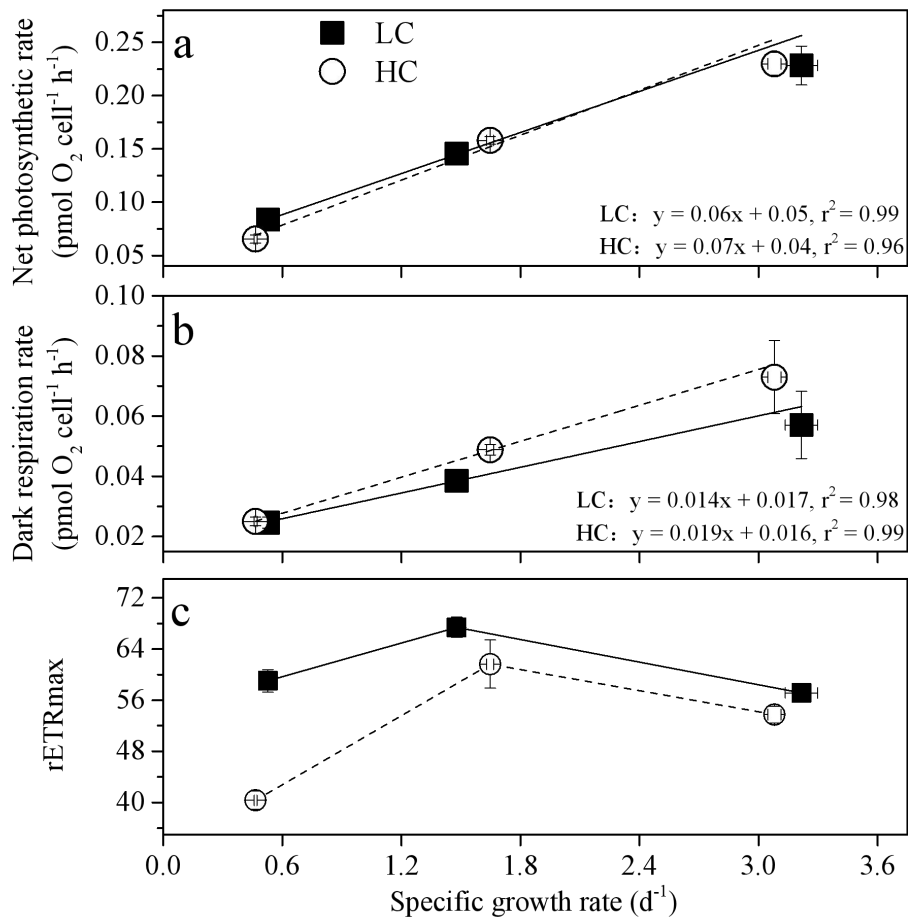 a
LC
HC
Net photosynthetic rate
(pmol O₂ cell⁻¹ h⁻¹)
0.25
0.20
0.15
0.10
0.05
LC: y = 0.06x + 0.05, r² = 0.99
HC: y = 0.07x + 0.04, r² = 0.96
b
Dark respiration rate
(pmol O₂ cell⁻¹ h⁻¹)
0.10
0.08
0.06
0.04
0.02
LC: y = 0.014x + 0.017, r² = 0.98
HC: y = 0.019x + 0.016, r² = 0.99
c
rETRmax
72
64
56
48
40
0.0 0.6 1.2 1.8 2.4 3.0 3.6
Specific growth rate (d⁻¹)